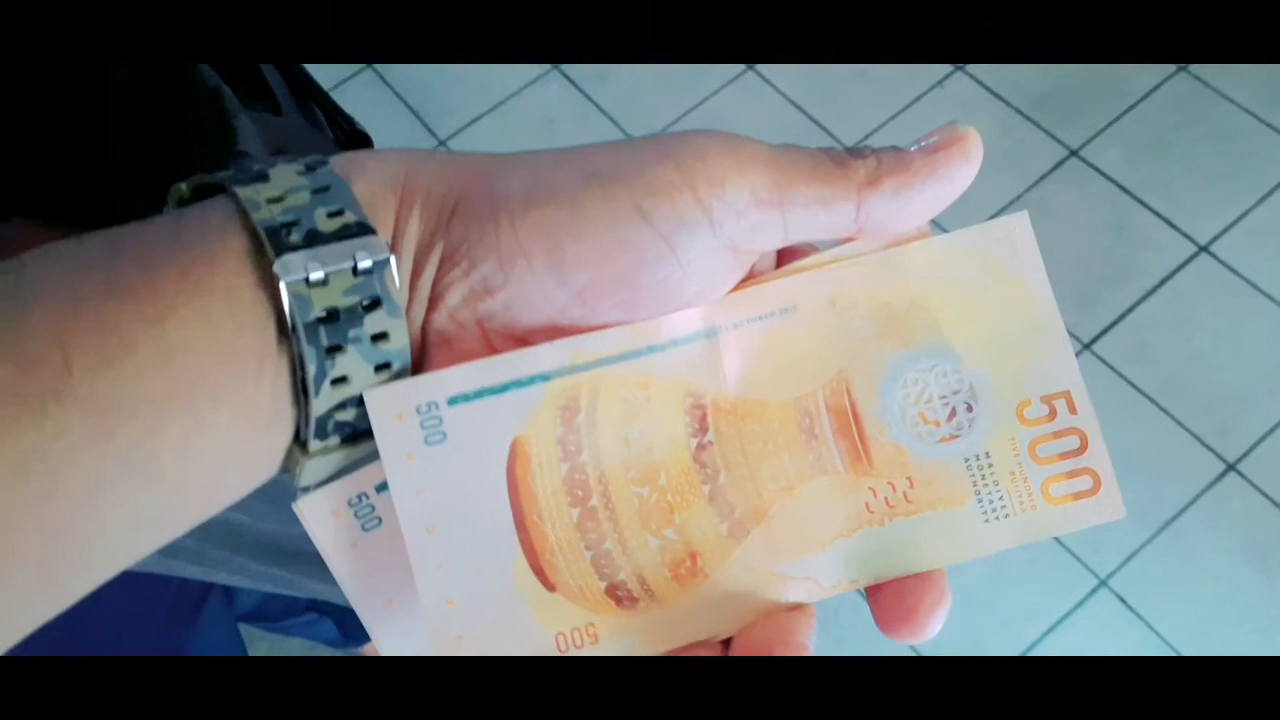 500
FIVE HUNDRED
RUFIYAA
MALDIVES
MONETARY
AUTHORITY
500
500
500